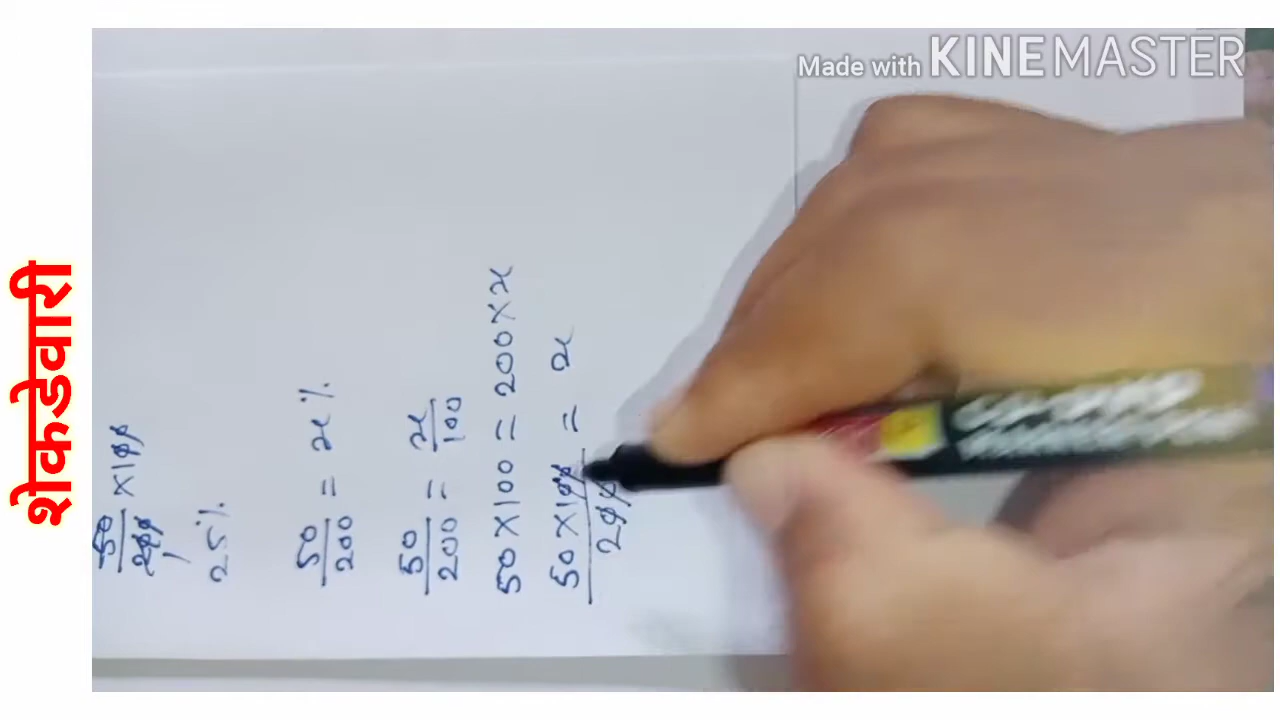 Made with KINEMASTER
शेकडेवारी
50/200 × 100
25%
50/200 = x%
50/200 = x/100
50 × 100 = 200 × x
50 × 100/200 = x